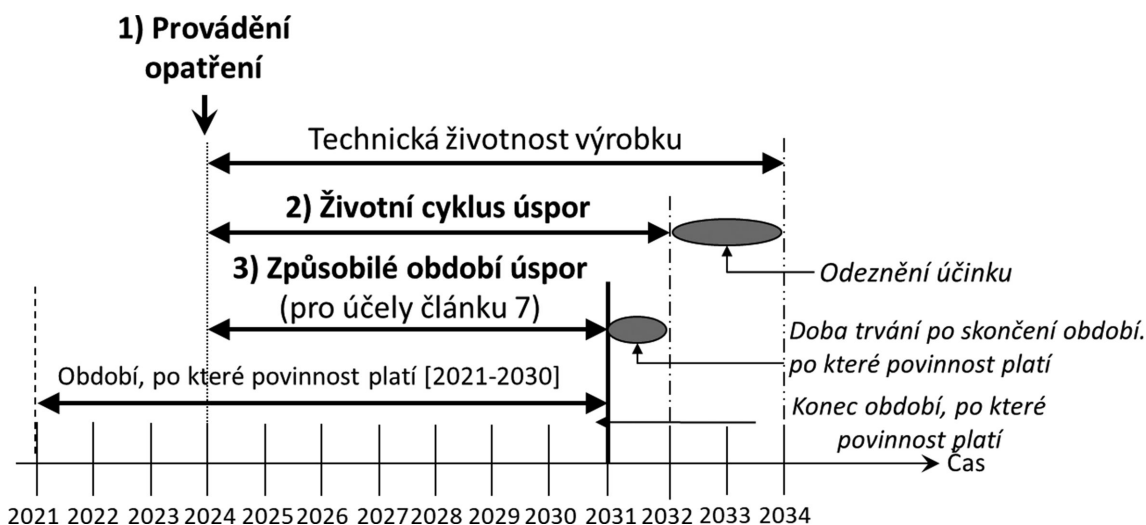 1) Provádění
opatření
Technická životnost výrobku
2) Životní cyklus úspor
3) Způsobilé období úspor
(pro účely článku 7)
Odeznění účinku
Doba trvání po skončení období.
po které povinnost platí
Období, po které povinnost platí [2021-2030]
Konec období, po které
povinnost platí
Čas
2021 2022 2023 2024 2025 2026 2027 2028 2029 2030 2031 2032 2033 2034